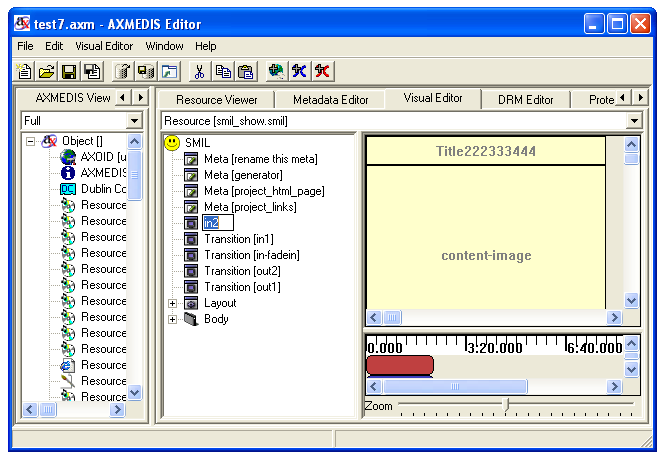 test7.axm - AXMEDIS Editor
File Edit Visual Editor Window Help
AXMEDIS View
Full
Object []
AXOID [u
AXMEDIS
DC Dublin Co
Resource
Resource
Resource
Resource
Resource
Resource
Resource
Resource
Resource
Resource
Resource
Resource
Resource
Resource Viewer Metadata Editor Visual Editor DRM Editor Prote
Resource [smil_show.smil]
SMIL
Meta [rename this meta]
Meta [generator]
Meta [project_html_page]
Meta [project_links]
in2
Transition [in1]
Transition [in-fadein]
Transition [out2]
Transition [out1]
Layout
Body
Title222333444
content-image
0.000 3:20.000 6:40.000
Zoom